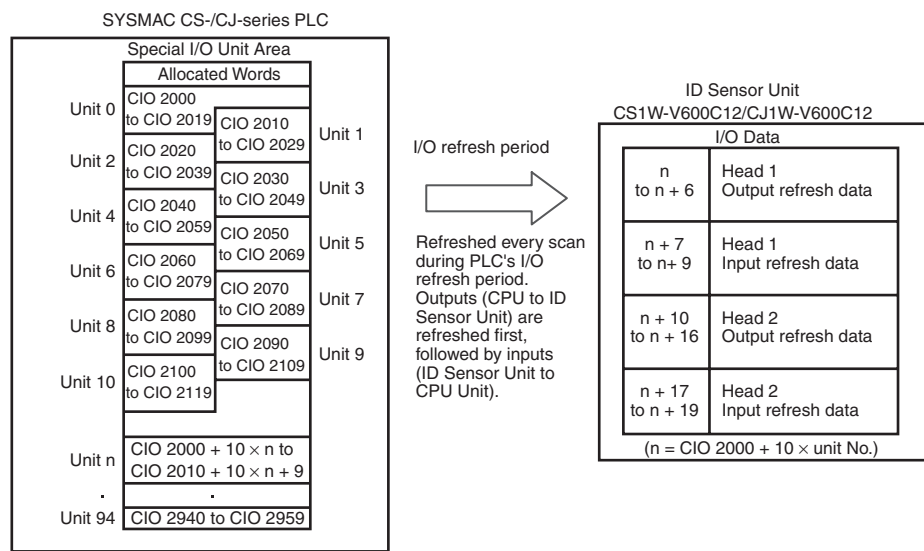 SYSMAC CS-/CJ-series PLC
Special I/O Unit Area
Allocated Words
Unit 0
CIO 2000
to CIO 2019
CIO 2010
to CIO 2029
Unit 1
Unit 2
CIO 2020
to CIO 2039
CIO 2030
to CIO 2049
Unit 3
Unit 4
CIO 2040
to CIO 2059
CIO 2050
to CIO 2069
Unit 5
Unit 6
CIO 2060
to CIO 2079
CIO 2070
to CIO 2089
Unit 7
Unit 8
CIO 2080
to CIO 2099
CIO 2090
to CIO 2109
Unit 9
Unit 10
CIO 2100
to CIO 2119
Unit n
CIO 2000 + 10 × n to
CIO 2010 + 10 × n + 9
.
.
Unit 94
CIO 2940 to CIO 2959
I/O refresh period
Refreshed every scan
during PLC's I/O
refresh period.
Outputs (CPU to ID
Sensor Unit) are
refreshed first,
followed by inputs
(ID Sensor Unit to
CPU Unit).
ID Sensor Unit
CS1W-V600C12/CJ1W-V600C12
I/O Data
n
to n + 6
Head 1
Output refresh data
n + 7
to n+ 9
Head 1
Input refresh data
n + 10
to n + 16
Head 2
Output refresh data
n + 17
to n + 19
Head 2
Input refresh data
(n = CIO 2000 + 10 × unit No.)